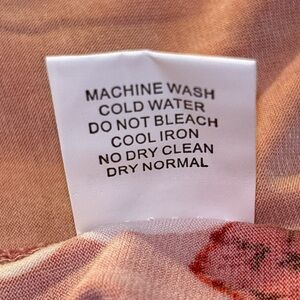 MACHINE WASH
COLD WATER
DO NOT BLEACH
COOL IRON
NO DRY CLEAN
DRY NORMAL